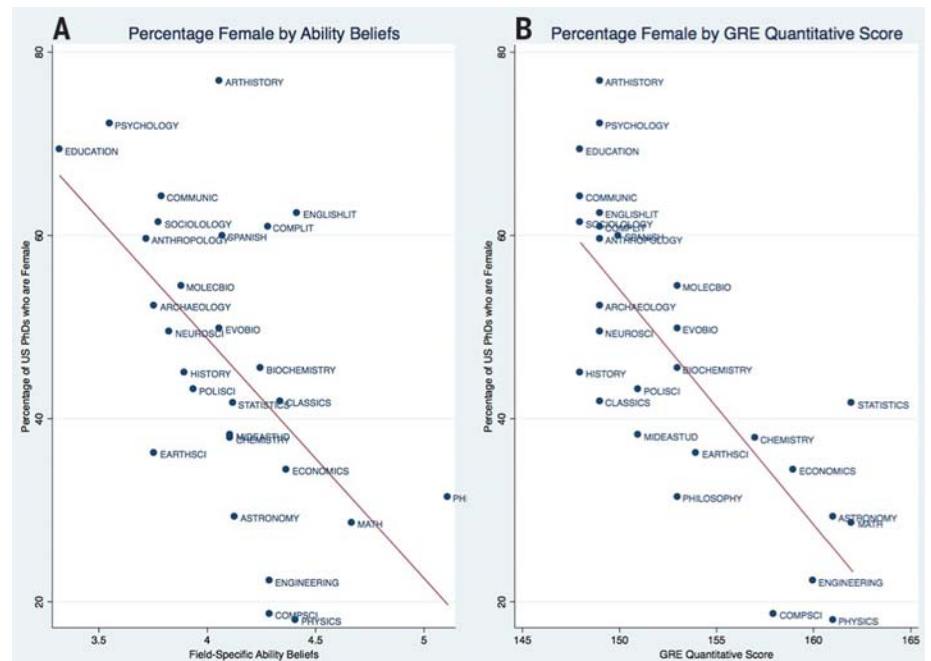 A
Percentage Female by Ability Beliefs
Percentage of US PhDs who are Female
80
60
40
20
ARTHISTORY
PSYCHOLOGY
EDUCATION
COMMUNIC
ENGLISHLIT
SOCIOLOLOGY
COMPLIT
SPANISH
ANTHROPOLOGY
MOLECBIO
ARCHAEOLOGY
EVOBIO
NEUROSCI
BIOCHEMISTRY
HISTORY
POLISCI
STATISTICS
CLASSICS
MIDEASTUD
CHEMISTRY
EARTHSCI
ECONOMICS
PH
ASTRONOMY
MATH
ENGINEERING
COMPSCI
PHYSICS
3.5 4 4.5 5
Field-Specific Ability Beliefs
B
Percentage Female by GRE Quantitative Score
Percentage of US PhDs who are Female
80
60
40
20
ARTHISTORY
PSYCHOLOGY
EDUCATION
COMMUNIC
ENGLISHLIT
SOCIOLOLOGY
COMPLIT
SPANISH
ANTHROPOLOGY
MOLECBIO
ARCHAEOLOGY
EVOBIO
NEUROSCI
BIOCHEMISTRY
HISTORY
POLISCI
CLASSICS
STATISTICS
MIDEASTUD
CHEMISTRY
EARTHSCI
ECONOMICS
PHILOSOPHY
ASTRONOMY
MATH
ENGINEERING
COMPSCI
PHYSICS
145 150 155 160 165
GRE Quantitative Score